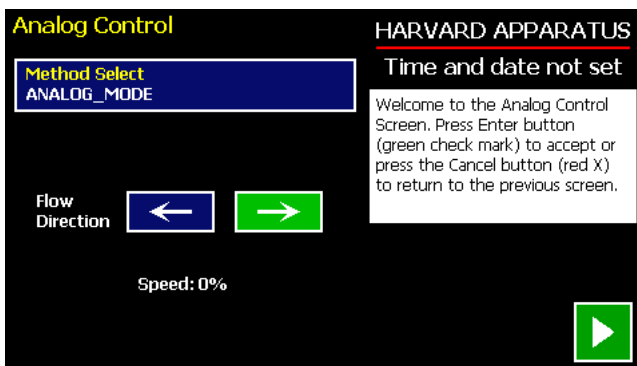 Analog Control
Method Select
ANALOG_MODE
Flow
Direction
Speed: 0%
HARVARD APPARATUS
Time and date not set
Welcome to the Analog Control
Screen. Press Enter button
(green check mark) to accept or
press the Cancel button (red X)
to return to the previous screen.